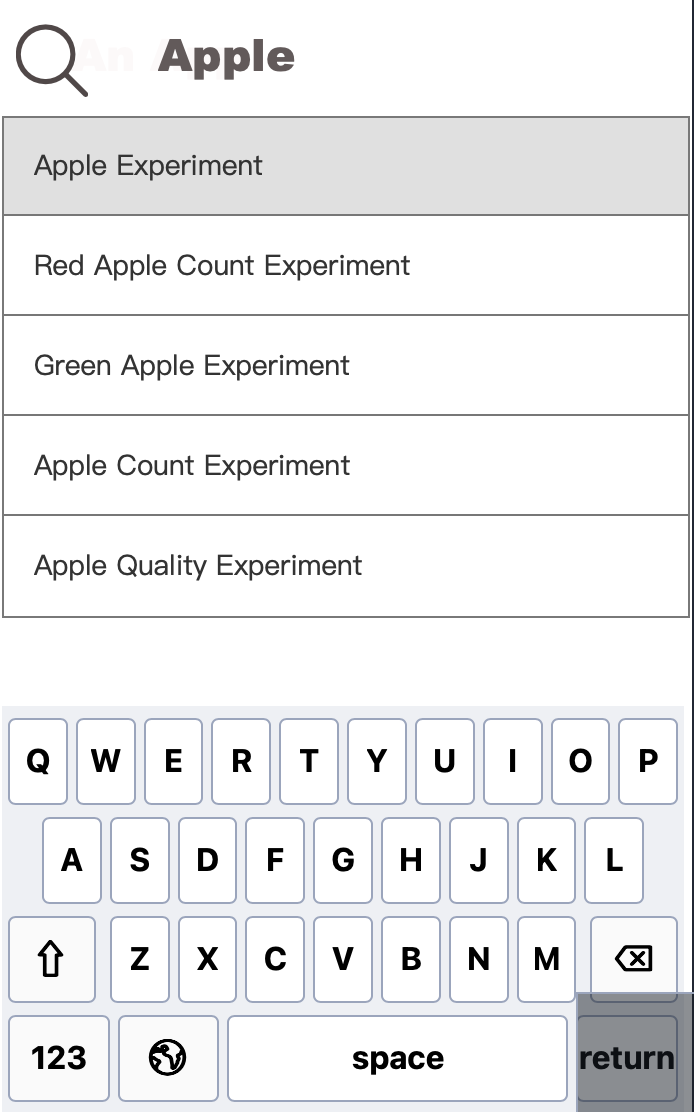 An Apple
Apple Experiment
Red Apple Count Experiment
Green Apple Experiment
Apple Count Experiment
Apple Quality Experiment
Q W E R T Y U I O P
A S D F G H J K L
Z X C V B N M
123 space return